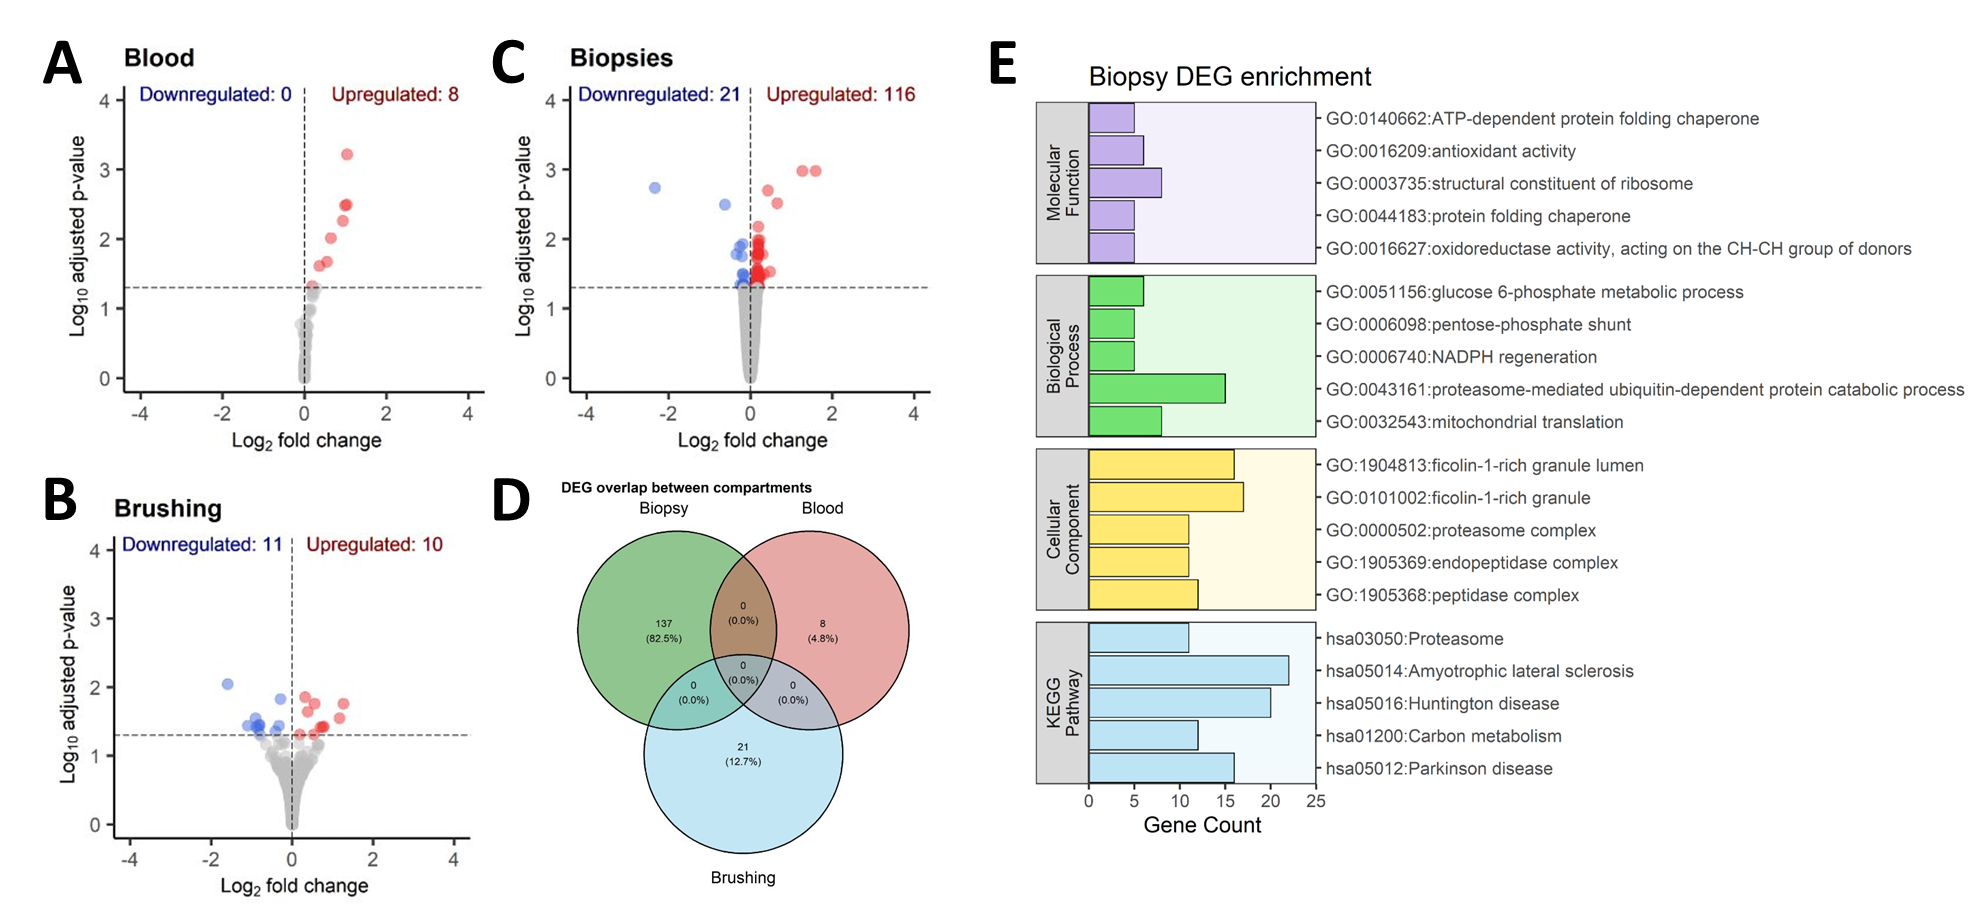 A
Blood
Downregulated: 0
Upregulated: 8
4
3
2
1
0
Log10 adjusted p-value
-4
-2
0
2
4
Log2 fold change
B
Brushing
Downregulated: 11
Upregulated: 10
4
3
2
1
0
Log10 adjusted p-value
-4
-2
0
2
4
Log2 fold change
C
Biopsies
Downregulated: 21
Upregulated: 116
4
3
2
1
0
Log10 adjusted p-value
-4
-2
0
2
4
Log2 fold change
D
DEG overlap between compartments
Biopsy
Blood
137
(82.5%)
0
(0.0%)
8
(4.8%)
0
(0.0%)
0
(0.0%)
0
(0.0%)
21
(12.7%)
Brushing
E
Biopsy DEG enrichment
Molecular
Function
GO:0140662:ATP-dependent protein folding chaperone
GO:0016209:antioxidant activity
GO:0003735:structural constituent of ribosome
GO:0044183:protein folding chaperone
GO:0016627:oxidoreductase activity, acting on the CH-CH group of donors
Biological
Process
GO:0051156:glucose 6-phosphate metabolic process
GO:0006098:pentose-phosphate shunt
GO:0006740:NADPH regeneration
GO:0043161:proteasome-mediated ubiquitin-dependent protein catabolic process
GO:0032543:mitochondrial translation
Cellular
Component
GO:1904813:ficolin-1-rich granule lumen
GO:0101002:ficolin-1-rich granule
GO:0000502:proteasome complex
GO:1905369:endopeptidase complex
GO:1905368:peptidase complex
KEGG
Pathway
hsa03050:Proteasome
hsa05014:Amyotrophic lateral sclerosis
hsa05016:Huntington disease
hsa01200:Carbon metabolism
hsa05012:Parkinson disease
0
5
10
15
20
25
Gene Count